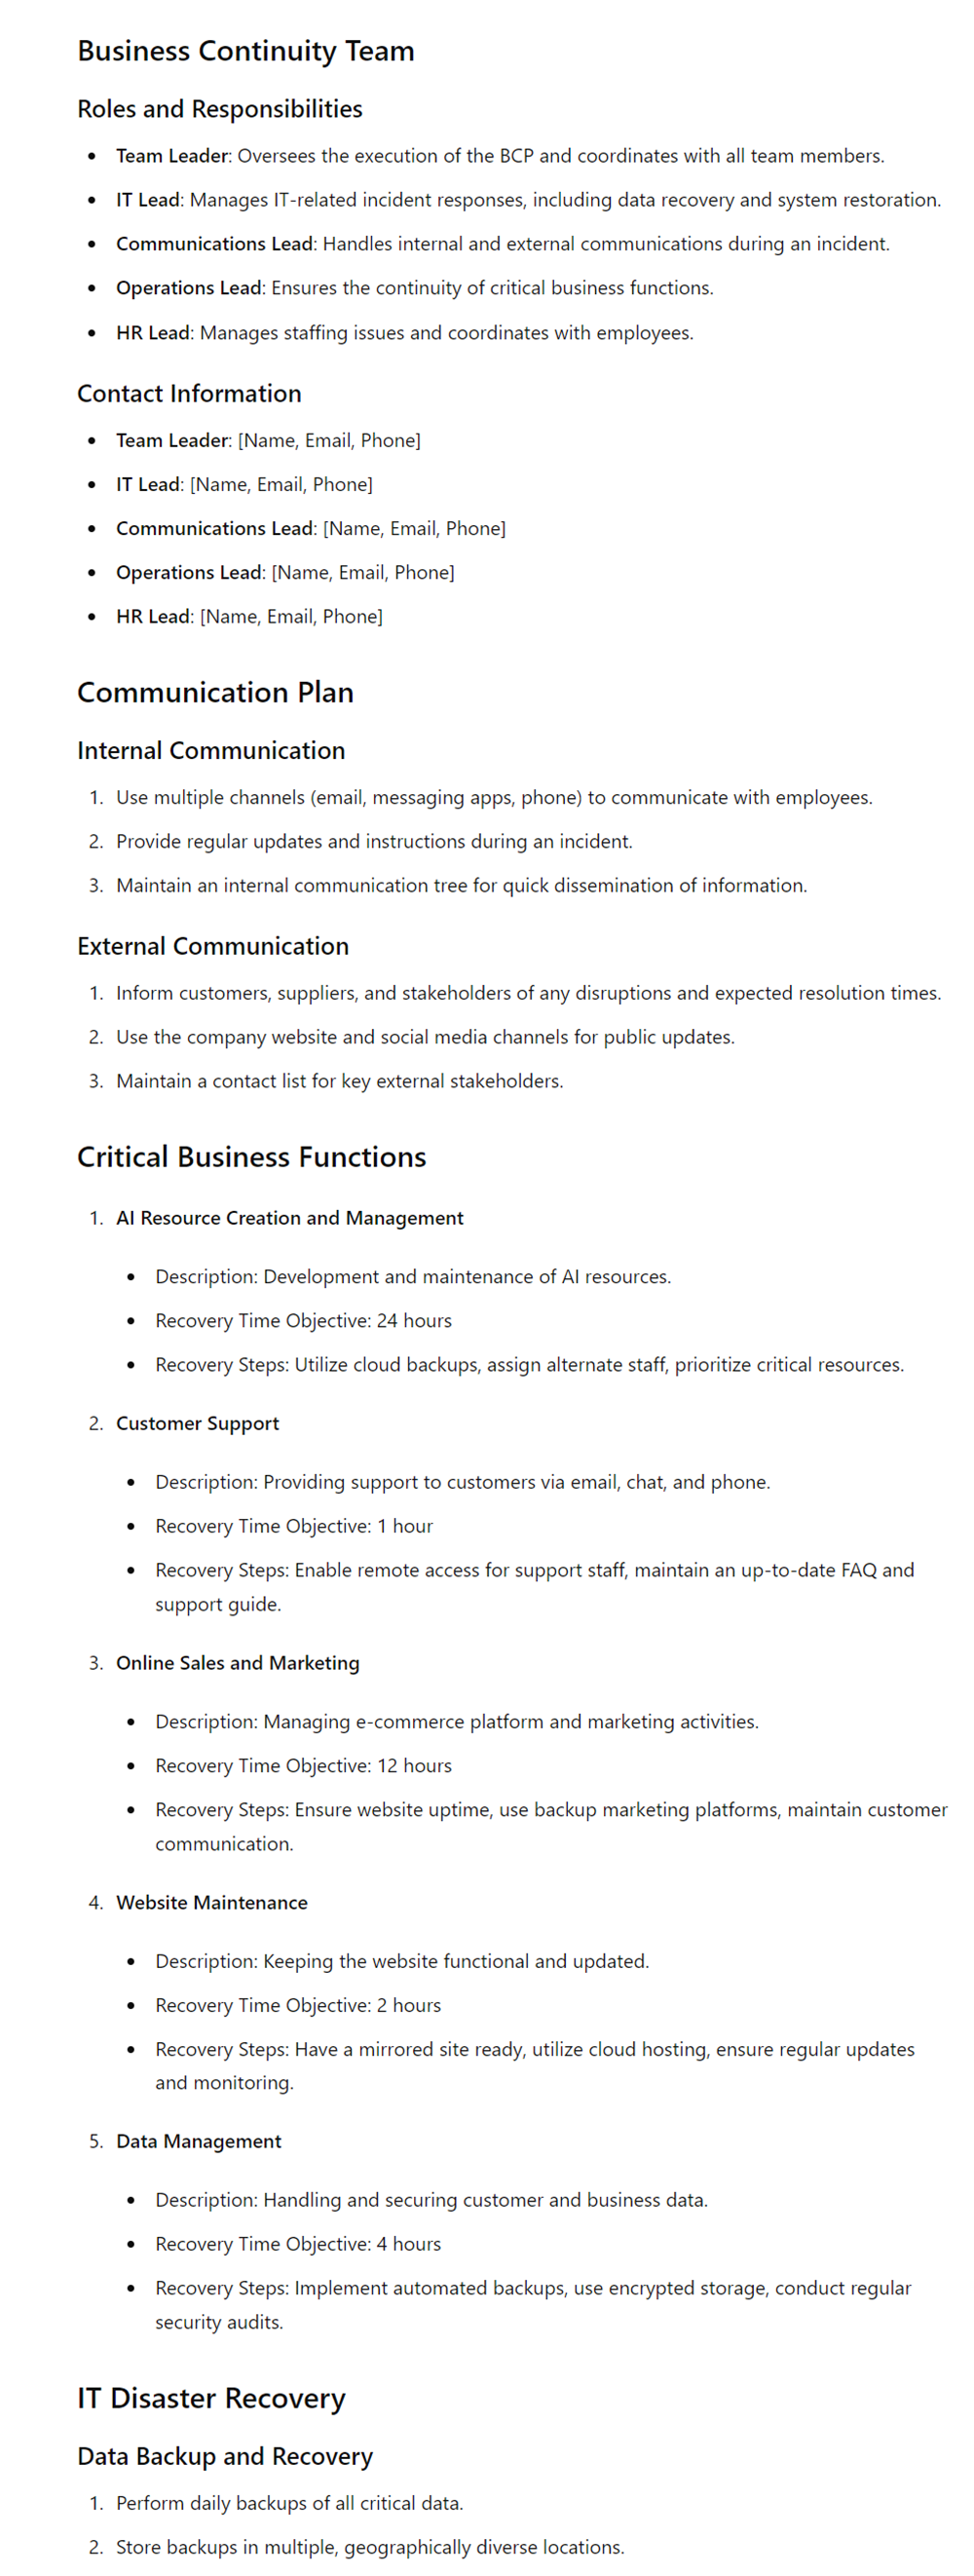 Business Continuity Team
Roles and Responsibilities
• Team Leader: Oversees the execution of the BCP and coordinates with all team members.
• IT Lead: Manages IT-related incident responses, including data recovery and system restoration.
• Communications Lead: Handles internal and external communications during an incident.
• Operations Lead: Ensures the continuity of critical business functions.
• HR Lead: Manages staffing issues and coordinates with employees.
Contact Information
• Team Leader: [Name, Email, Phone]
• IT Lead: [Name, Email, Phone]
• Communications Lead: [Name, Email, Phone]
• Operations Lead: [Name, Email, Phone]
• HR Lead: [Name, Email, Phone]
Communication Plan
Internal Communication
1. Use multiple channels (email, messaging apps, phone) to communicate with employees.
2. Provide regular updates and instructions during an incident.
3. Maintain an internal communication tree for quick dissemination of information.
External Communication
1. Inform customers, suppliers, and stakeholders of any disruptions and expected resolution times.
2. Use the company website and social media channels for public updates.
3. Maintain a contact list for key external stakeholders.
Critical Business Functions
1. AI Resource Creation and Management
• Description: Development and maintenance of AI resources.
• Recovery Time Objective: 24 hours
• Recovery Steps: Utilize cloud backups, assign alternate staff, prioritize critical resources.
2. Customer Support
• Description: Providing support to customers via email, chat, and phone.
• Recovery Time Objective: 1 hour
• Recovery Steps: Enable remote access for support staff, maintain an up-to-date FAQ and
support guide.
3. Online Sales and Marketing
• Description: Managing e-commerce platform and marketing activities.
• Recovery Time Objective: 12 hours
• Recovery Steps: Ensure website uptime, use backup marketing platforms, maintain customer
communication.
4. Website Maintenance
• Description: Keeping the website functional and updated.
• Recovery Time Objective: 2 hours
• Recovery Steps: Have a mirrored site ready, utilize cloud hosting, ensure regular updates
and monitoring.
5. Data Management
• Description: Handling and securing customer and business data.
• Recovery Time Objective: 4 hours
• Recovery Steps: Implement automated backups, use encrypted storage, conduct regular
security audits.
IT Disaster Recovery
Data Backup and Recovery
1. Perform daily backups of all critical data.
2. Store backups in multiple, geographically diverse locations.